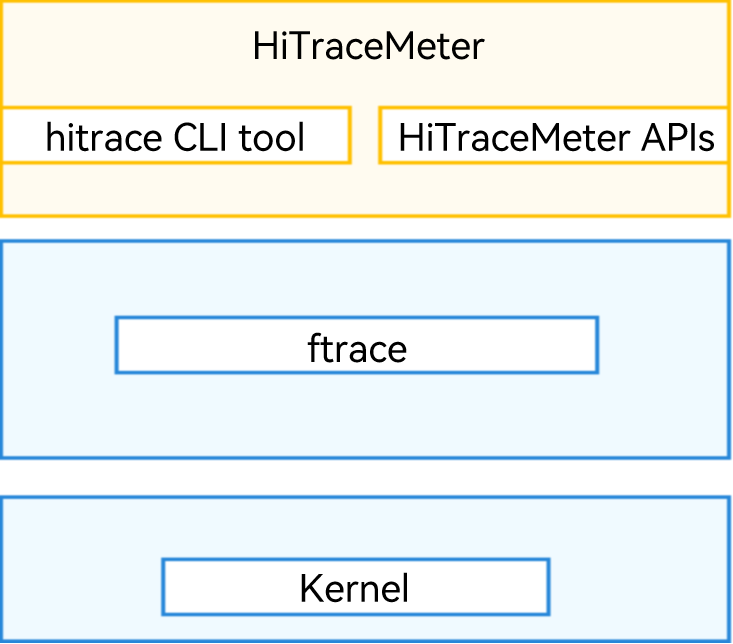 HiTraceMeter
hitrace CLI tool
HiTraceMeter APIs
ftrace
Kernel